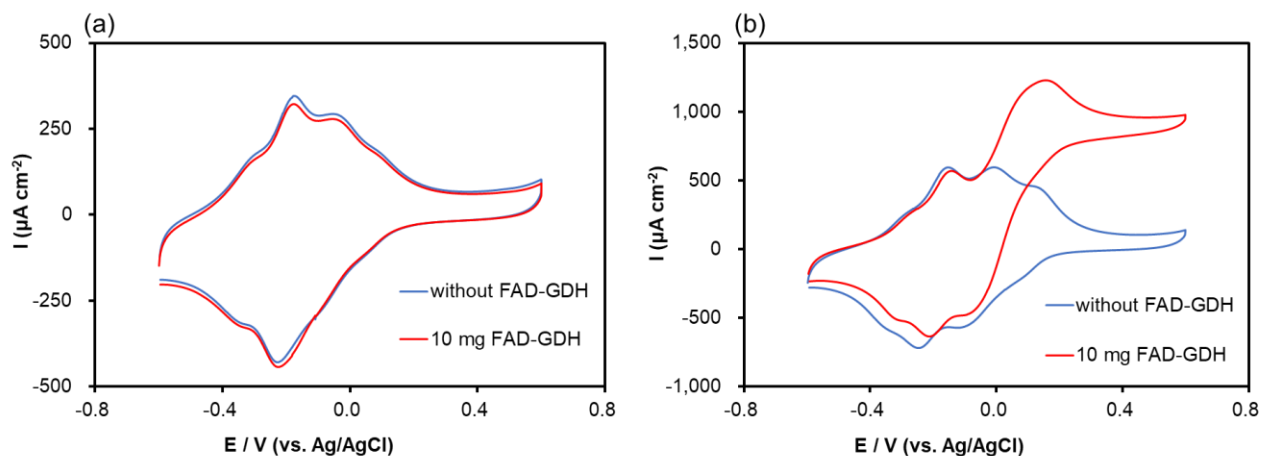 (a)
500
250
0
-250
-500
I (µA cm-2)
-0.8
-0.4
0.0
0.4
0.8
E / V (vs. Ag/AgCl)
without FAD-GDH
10 mg FAD-GDH
(b)
1,500
1,000
500
0
-500
-1,000
I (µA cm-2)
-0.8
-0.4
0.0
0.4
0.8
E / V (vs. Ag/AgCl)
without FAD-GDH
10 mg FAD-GDH